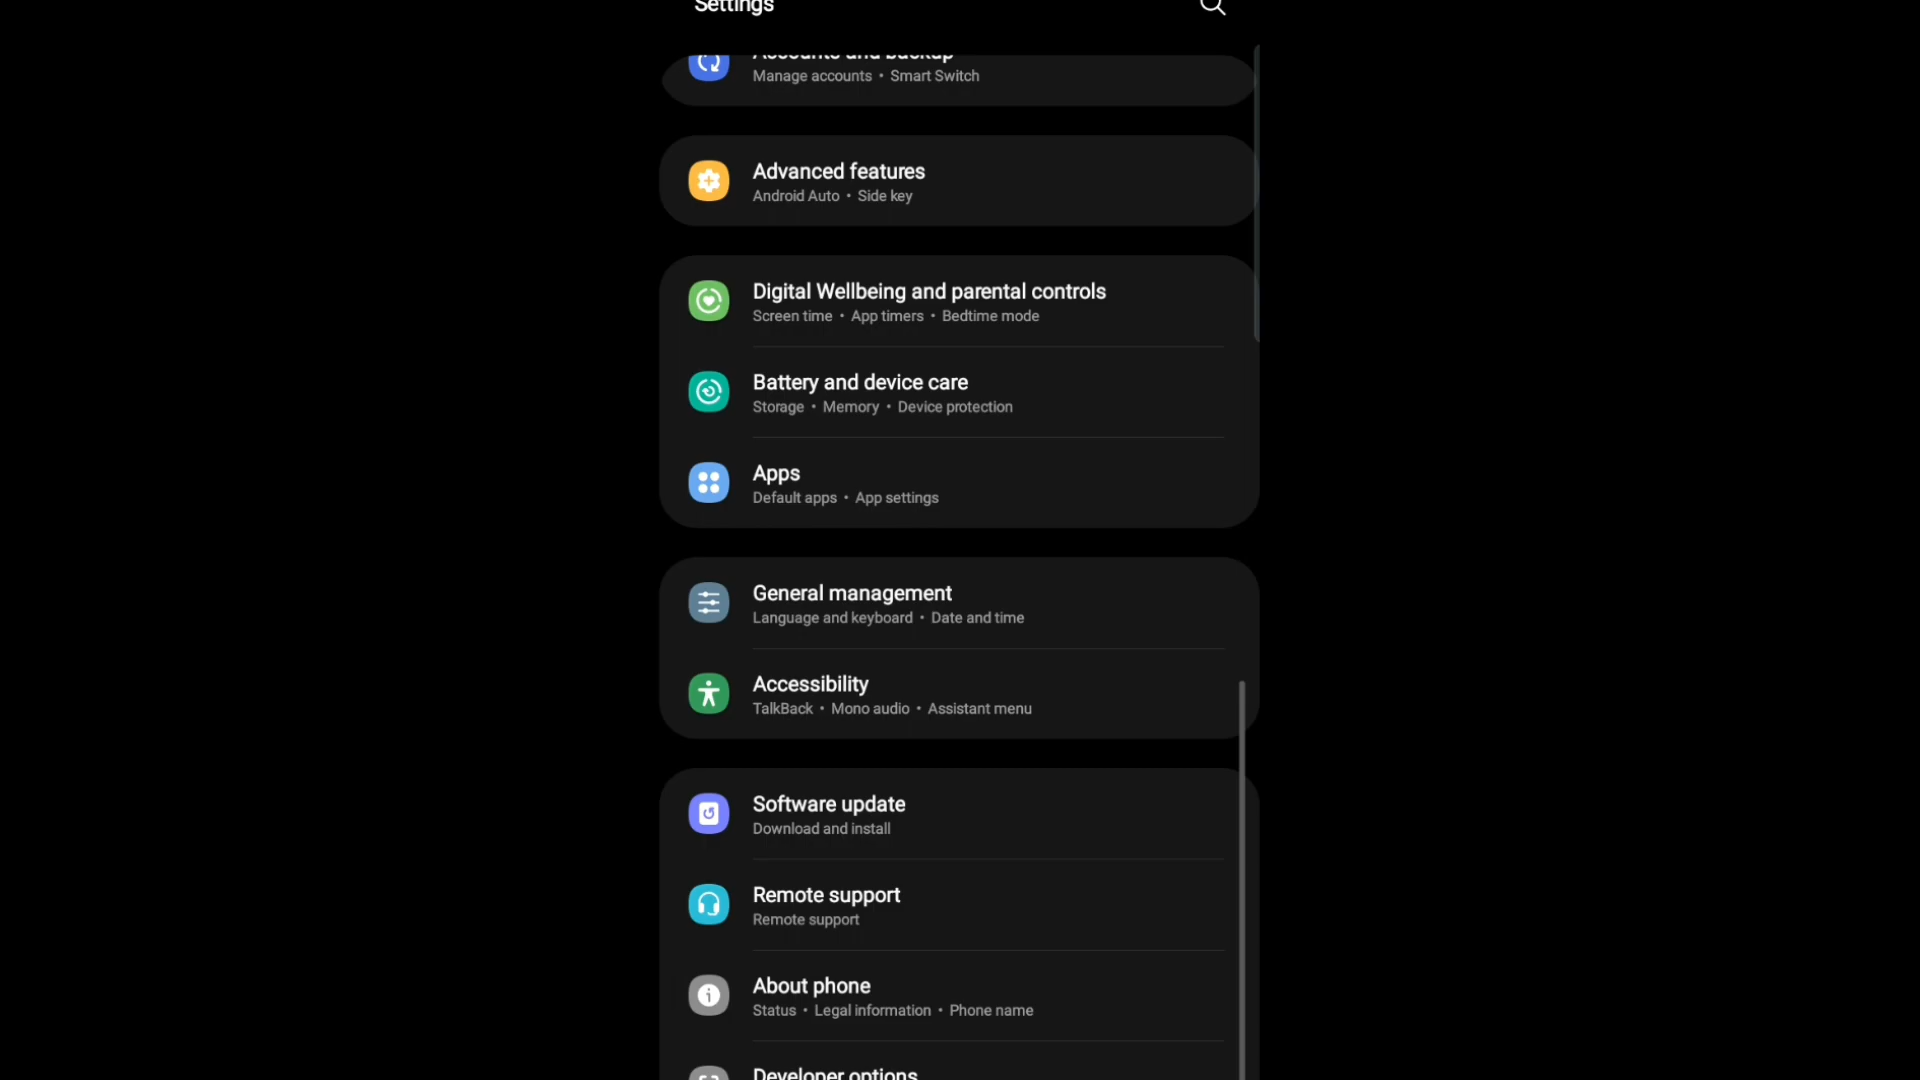 Settings
Accounts and backup
Manage accounts • Smart Switch
Advanced features
Android Auto • Side key
Digital Wellbeing and parental controls
Screen time • App timers • Bedtime mode
Battery and device care
Storage • Memory • Device protection
Apps
Default apps • App settings
General management
Language and keyboard • Date and time
Accessibility
TalkBack • Mono audio • Assistant menu
Software update
Download and install
Remote support
Remote support
About phone
Status • Legal information • Phone name
Developer options